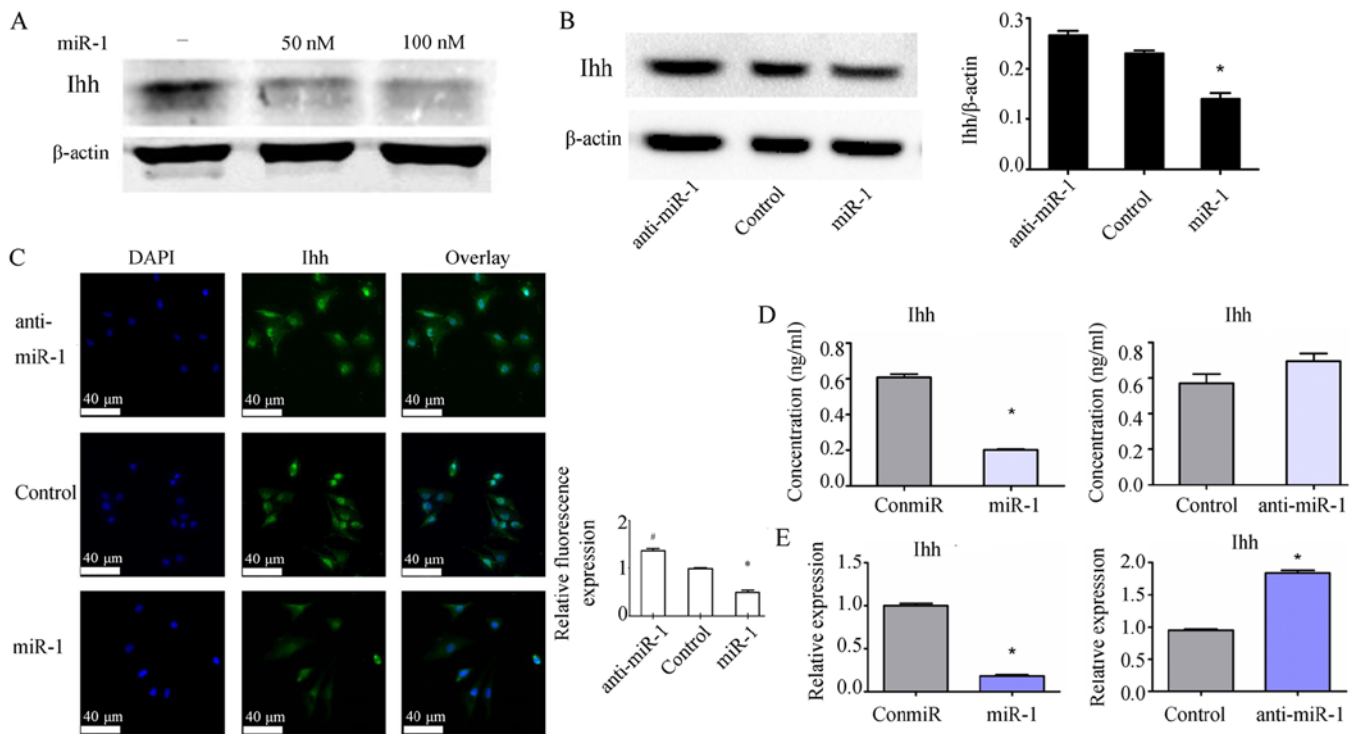 A
miR-1 – 50 nM 100 nM
Ihh
β-actin
B
Ihh
β-actin
anti-miR-1 Control miR-1
Ihh/β-actin
0.3
0.2
0.1
0.0
*
anti-miR-1 Control miR-1
C
DAPI Ihh Overlay
anti-
miR-1
40 μm 40 μm 40 μm
Control
40 μm 40 μm 40 μm
miR-1
40 μm 40 μm 40 μm
Relative fluorescence
expression
2
1
0
# *
anti-miR-1 Control miR-1
D
Ihh
Concentration (ng/ml)
0.8
0.6
0.4
0.2
0.0
*
ConmiR miR-1
Ihh
Concentration (ng/ml)
0.8
0.6
0.4
0.2
0.0
Control anti-miR-1
E
Ihh
Relative expression
1.5
1.0
0.5
0.0
*
ConmiR miR-1
Ihh
Relative expression
2.0
1.5
1.0
1.5
1.0
*
Control anti-miR-1